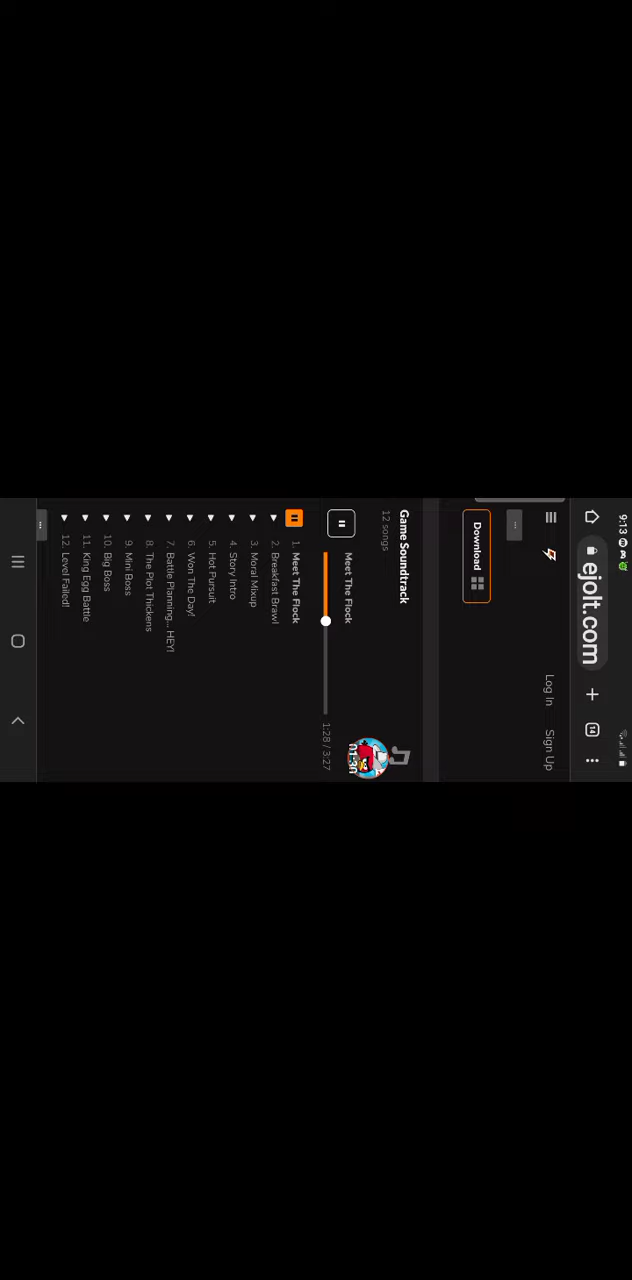 9:13
ejolt.com
14
Log In
Sign Up
...
Download
Game Soundtrack
12 songs
Meet The Flock
1:28 / 3:27
01:30
1. Meet The Flock
2. Breakfast Brawl
3. Moral Mixup
4. Story Intro
5. Hot Pursuit
6. Won The Day!
7. Battle Planning... HEY!
8. The Plot Thickens
9. Mini Boss
10. Big Boss
11. King Egg Battle
12. Level Failed!
...